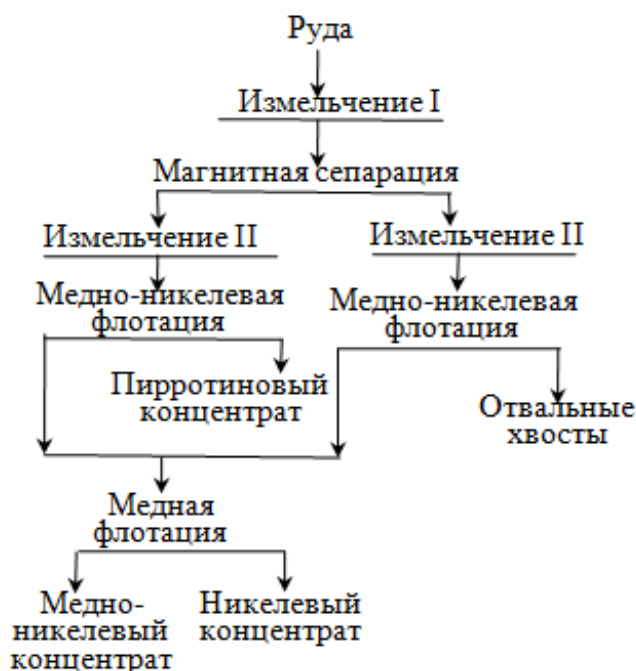 Руда
Измельчение I
Магнитная сепарация
Измельчение II
Измельчение II
Медно-никелевая
флотация
Медно-никелевая
флотация
Пирротиновый
концентрат
Отвальные
хвосты
Медная
флотация
Медно-
никелевый
концентрат
Никелевый
концентрат